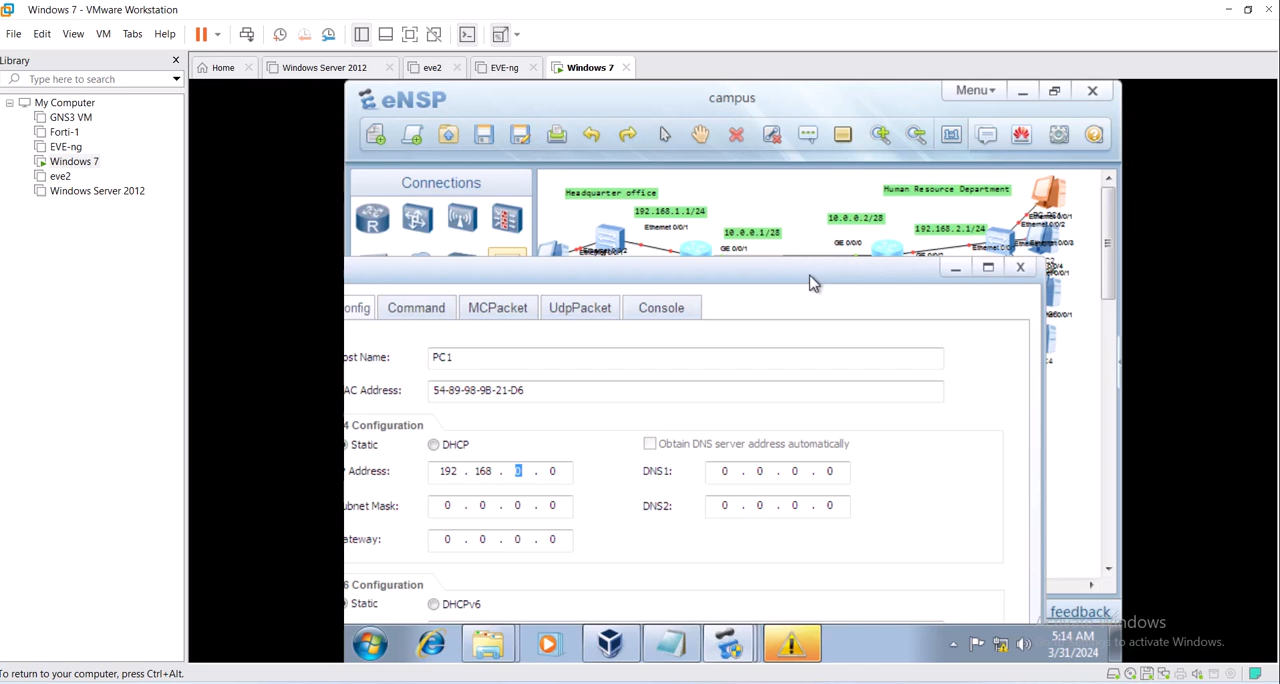 Windows 7 - VMware Workstation
File Edit View VM Tabs Help
Library
Type here to search
My Computer
GNS3 VM
Forti-1
EVE-ng
Windows 7
eve2
Windows Server 2012
Home
Windows Server 2012
eve2
EVE-ng
Windows 7
eNSP
campus
Menu
Connections
Headquarter office
192.168.1.1/24
Ethernet 0/0/1
10.0.0.1/28
GE 0/0/1
Human Resource Department
10.0.0.2/28
GE 0/0/0
192.168.2.1/24
onfig
Command
MCPacket
UdpPacket
Console
ost Name:
PC1
AC Address:
54-89-98-9B-21-D6
4 Configuration
Static
DHCP
Obtain DNS server address automatically
Address:
192 . 168 . 0 . 0
DNS1:
0 . 0 . 0 . 0
ubnet Mask:
0 . 0 . 0 . 0
DNS2:
0 . 0 . 0 . 0
ateway:
0 . 0 . 0 . 0
6 Configuration
Static
DHCPv6
feedback
5:14 AM
3/31/2024
to activate Windows.
To return to your computer, press Ctrl+Alt.